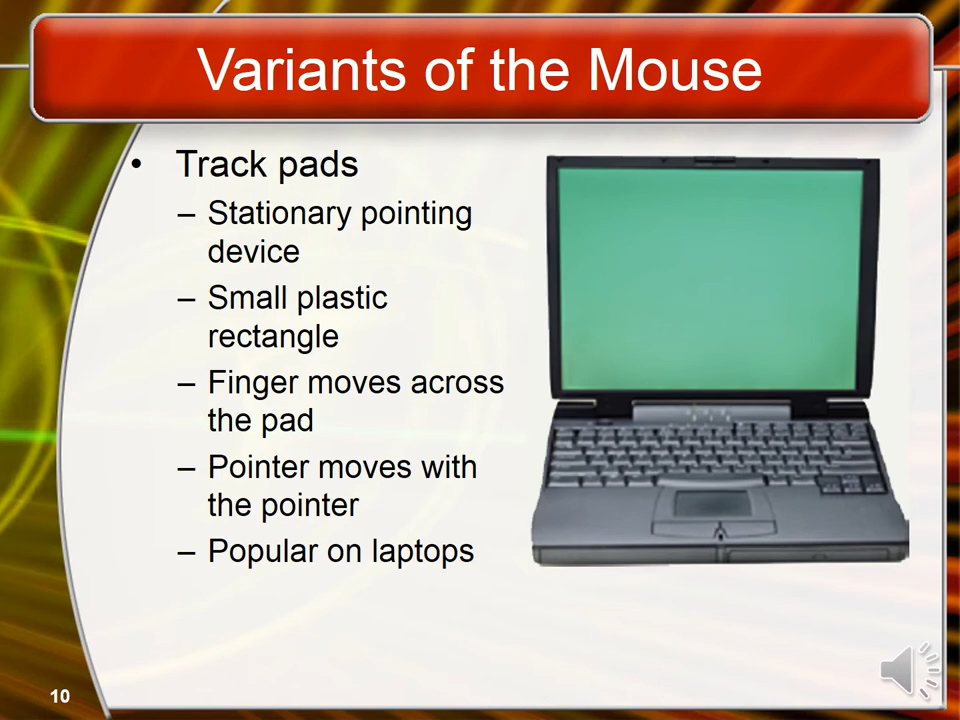 Variants of the Mouse
• Track pads
– Stationary pointing
device
– Small plastic
rectangle
– Finger moves across
the pad
– Pointer moves with
the pointer
– Popular on laptops
10